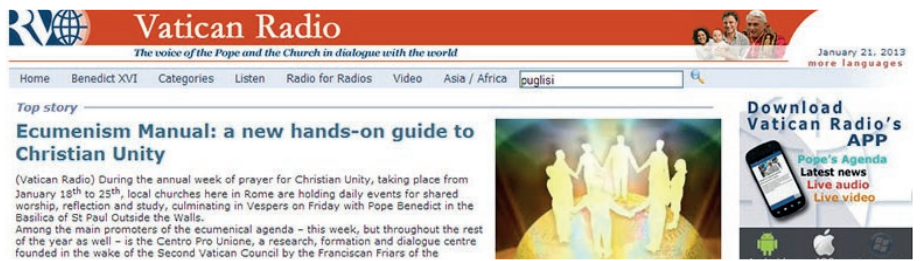 RV
Vatican Radio
The voice of the Pope and the Church in dialogue with the world
January 21, 2013
more languages
Home Benedict XVI Categories Listen Radio for Radios Video Asia / Africa puglisi
Top story
Ecumenism Manual: a new hands-on guide to
Christian Unity
(Vatican Radio) During the annual week of prayer for Christian Unity, taking place from
January 18th to 25th, local churches here in Rome are holding daily events for shared
worship, reflection and study, culminating in Vespers on Friday with Pope Benedict in the
Basilica of St Paul Outside the Walls.
Among the main promoters of the ecumenical agenda – this week, but throughout the rest
of the year as well – is the Centro Pro Unione, a research, formation and dialogue centre
founded in the wake of the Second Vatican Council by the Franciscan Friars of the
Download
Vatican Radio's
APP
Pope's Agenda
Latest news
Live audio
Live video